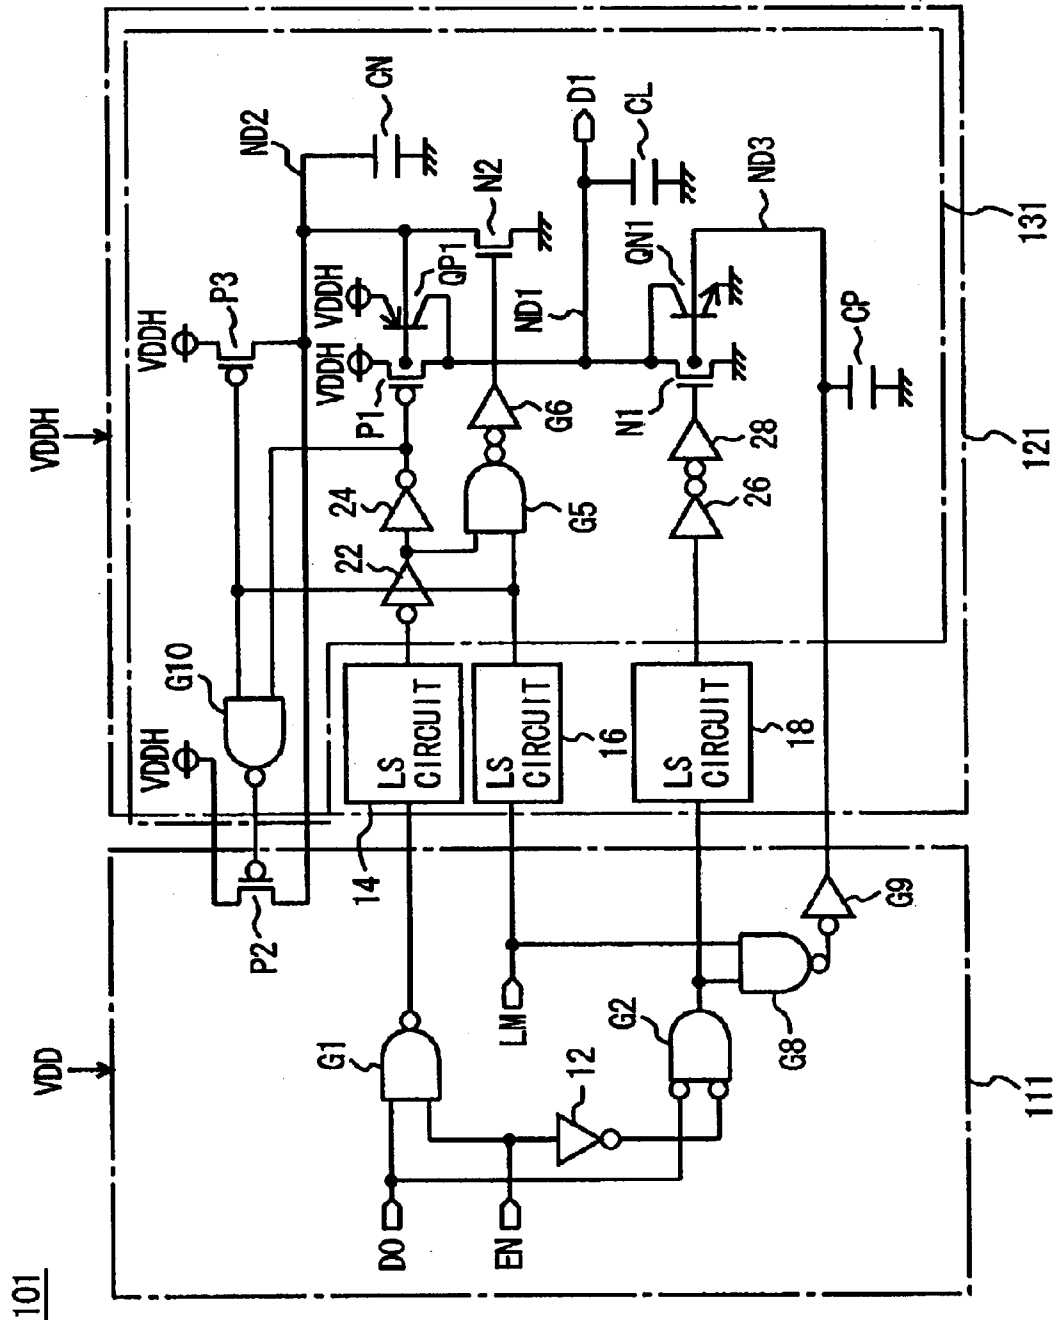 101
VDD
VDDH
111
121
131
DO
EN
LM
G1
12
G2
G8
G9
P2
VDDH
G10
14
LS
CIRCUIT
16
LS
CIRCUIT
18
LS
CIRCUIT
22
24
G5
G6
26
28
VDDH
P3
VDDH
P1
VDDH
QP1
N2
ND2
CN
ND1
D1
CL
N1
QN1
ND3
CP